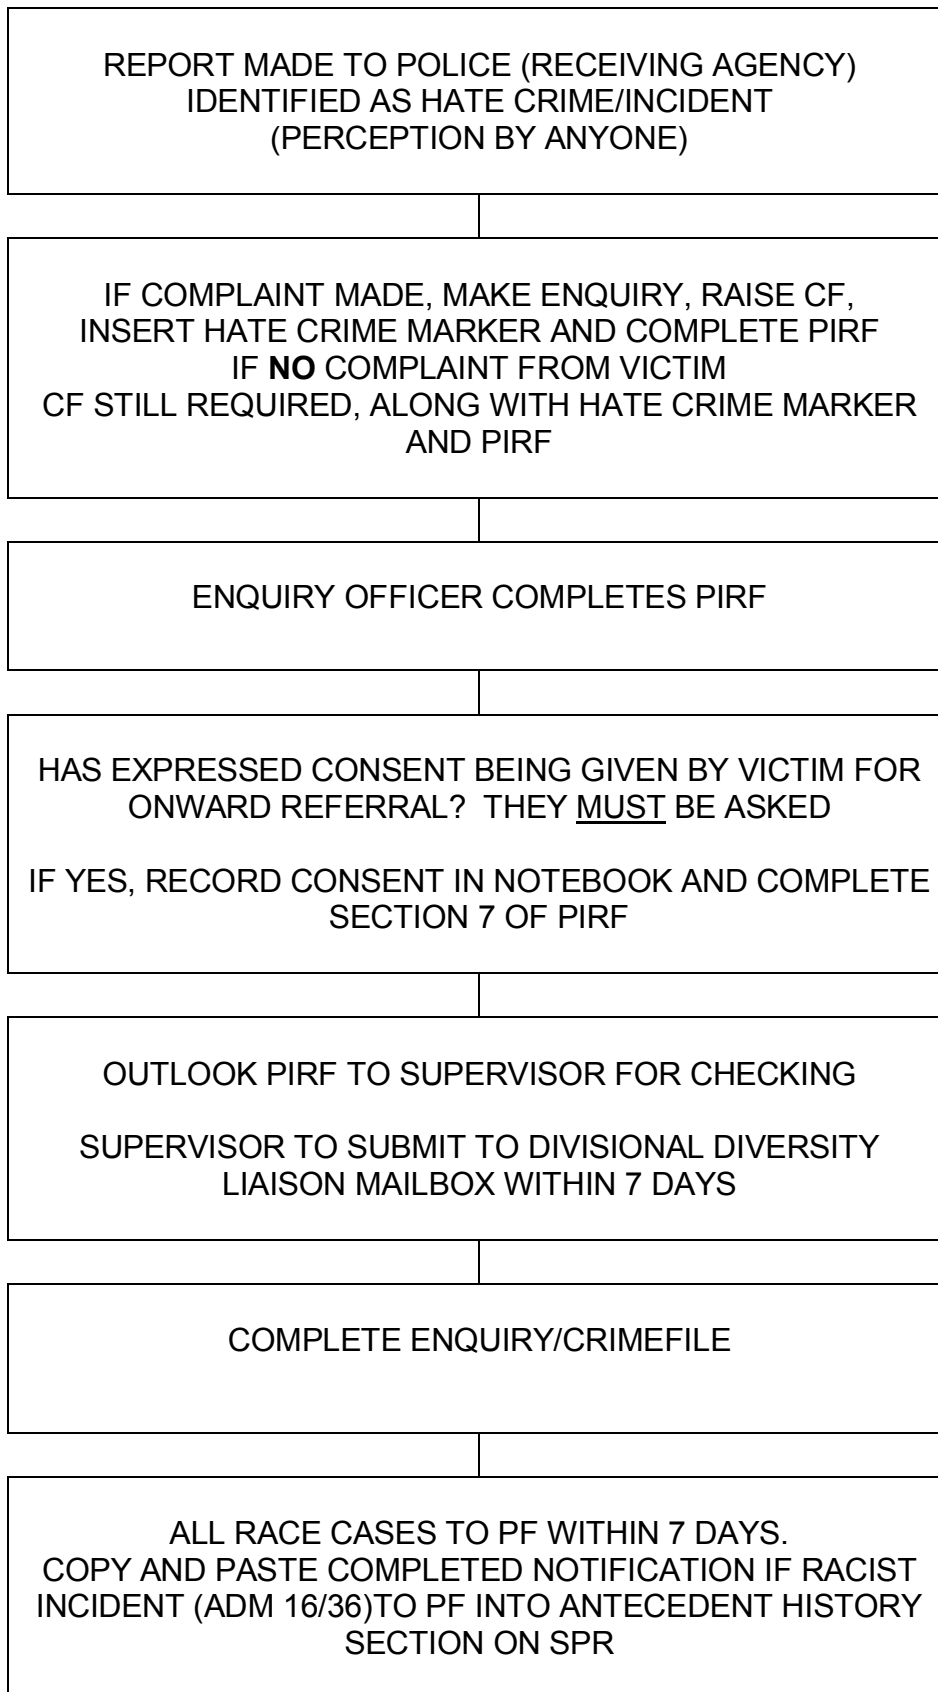 REPORT MADE TO POLICE (RECEIVING AGENCY)
IDENTIFIED AS HATE CRIME/INCIDENT
(PERCEPTION BY ANYONE)
IF COMPLAINT MADE, MAKE ENQUIRY, RAISE CF,
INSERT HATE CRIME MARKER AND COMPLETE PIRF
IF NO COMPLAINT FROM VICTIM
CF STILL REQUIRED, ALONG WITH HATE CRIME MARKER
AND PIRF
ENQUIRY OFFICER COMPLETES PIRF
HAS EXPRESSED CONSENT BEING GIVEN BY VICTIM FOR
ONWARD REFERRAL? THEY MUST BE ASKED
IF YES, RECORD CONSENT IN NOTEBOOK AND COMPLETE
SECTION 7 OF PIRF
OUTLOOK PIRF TO SUPERVISOR FOR CHECKING
SUPERVISOR TO SUBMIT TO DIVISIONAL DIVERSITY
LIAISON MAILBOX WITHIN 7 DAYS
COMPLETE ENQUIRY/CRIMEFILE
ALL RACE CASES TO PF WITHIN 7 DAYS.
COPY AND PASTE COMPLETED NOTIFICATION IF RACIST
INCIDENT (ADM 16/36)TO PF INTO ANTECEDENT HISTORY
SECTION ON SPR